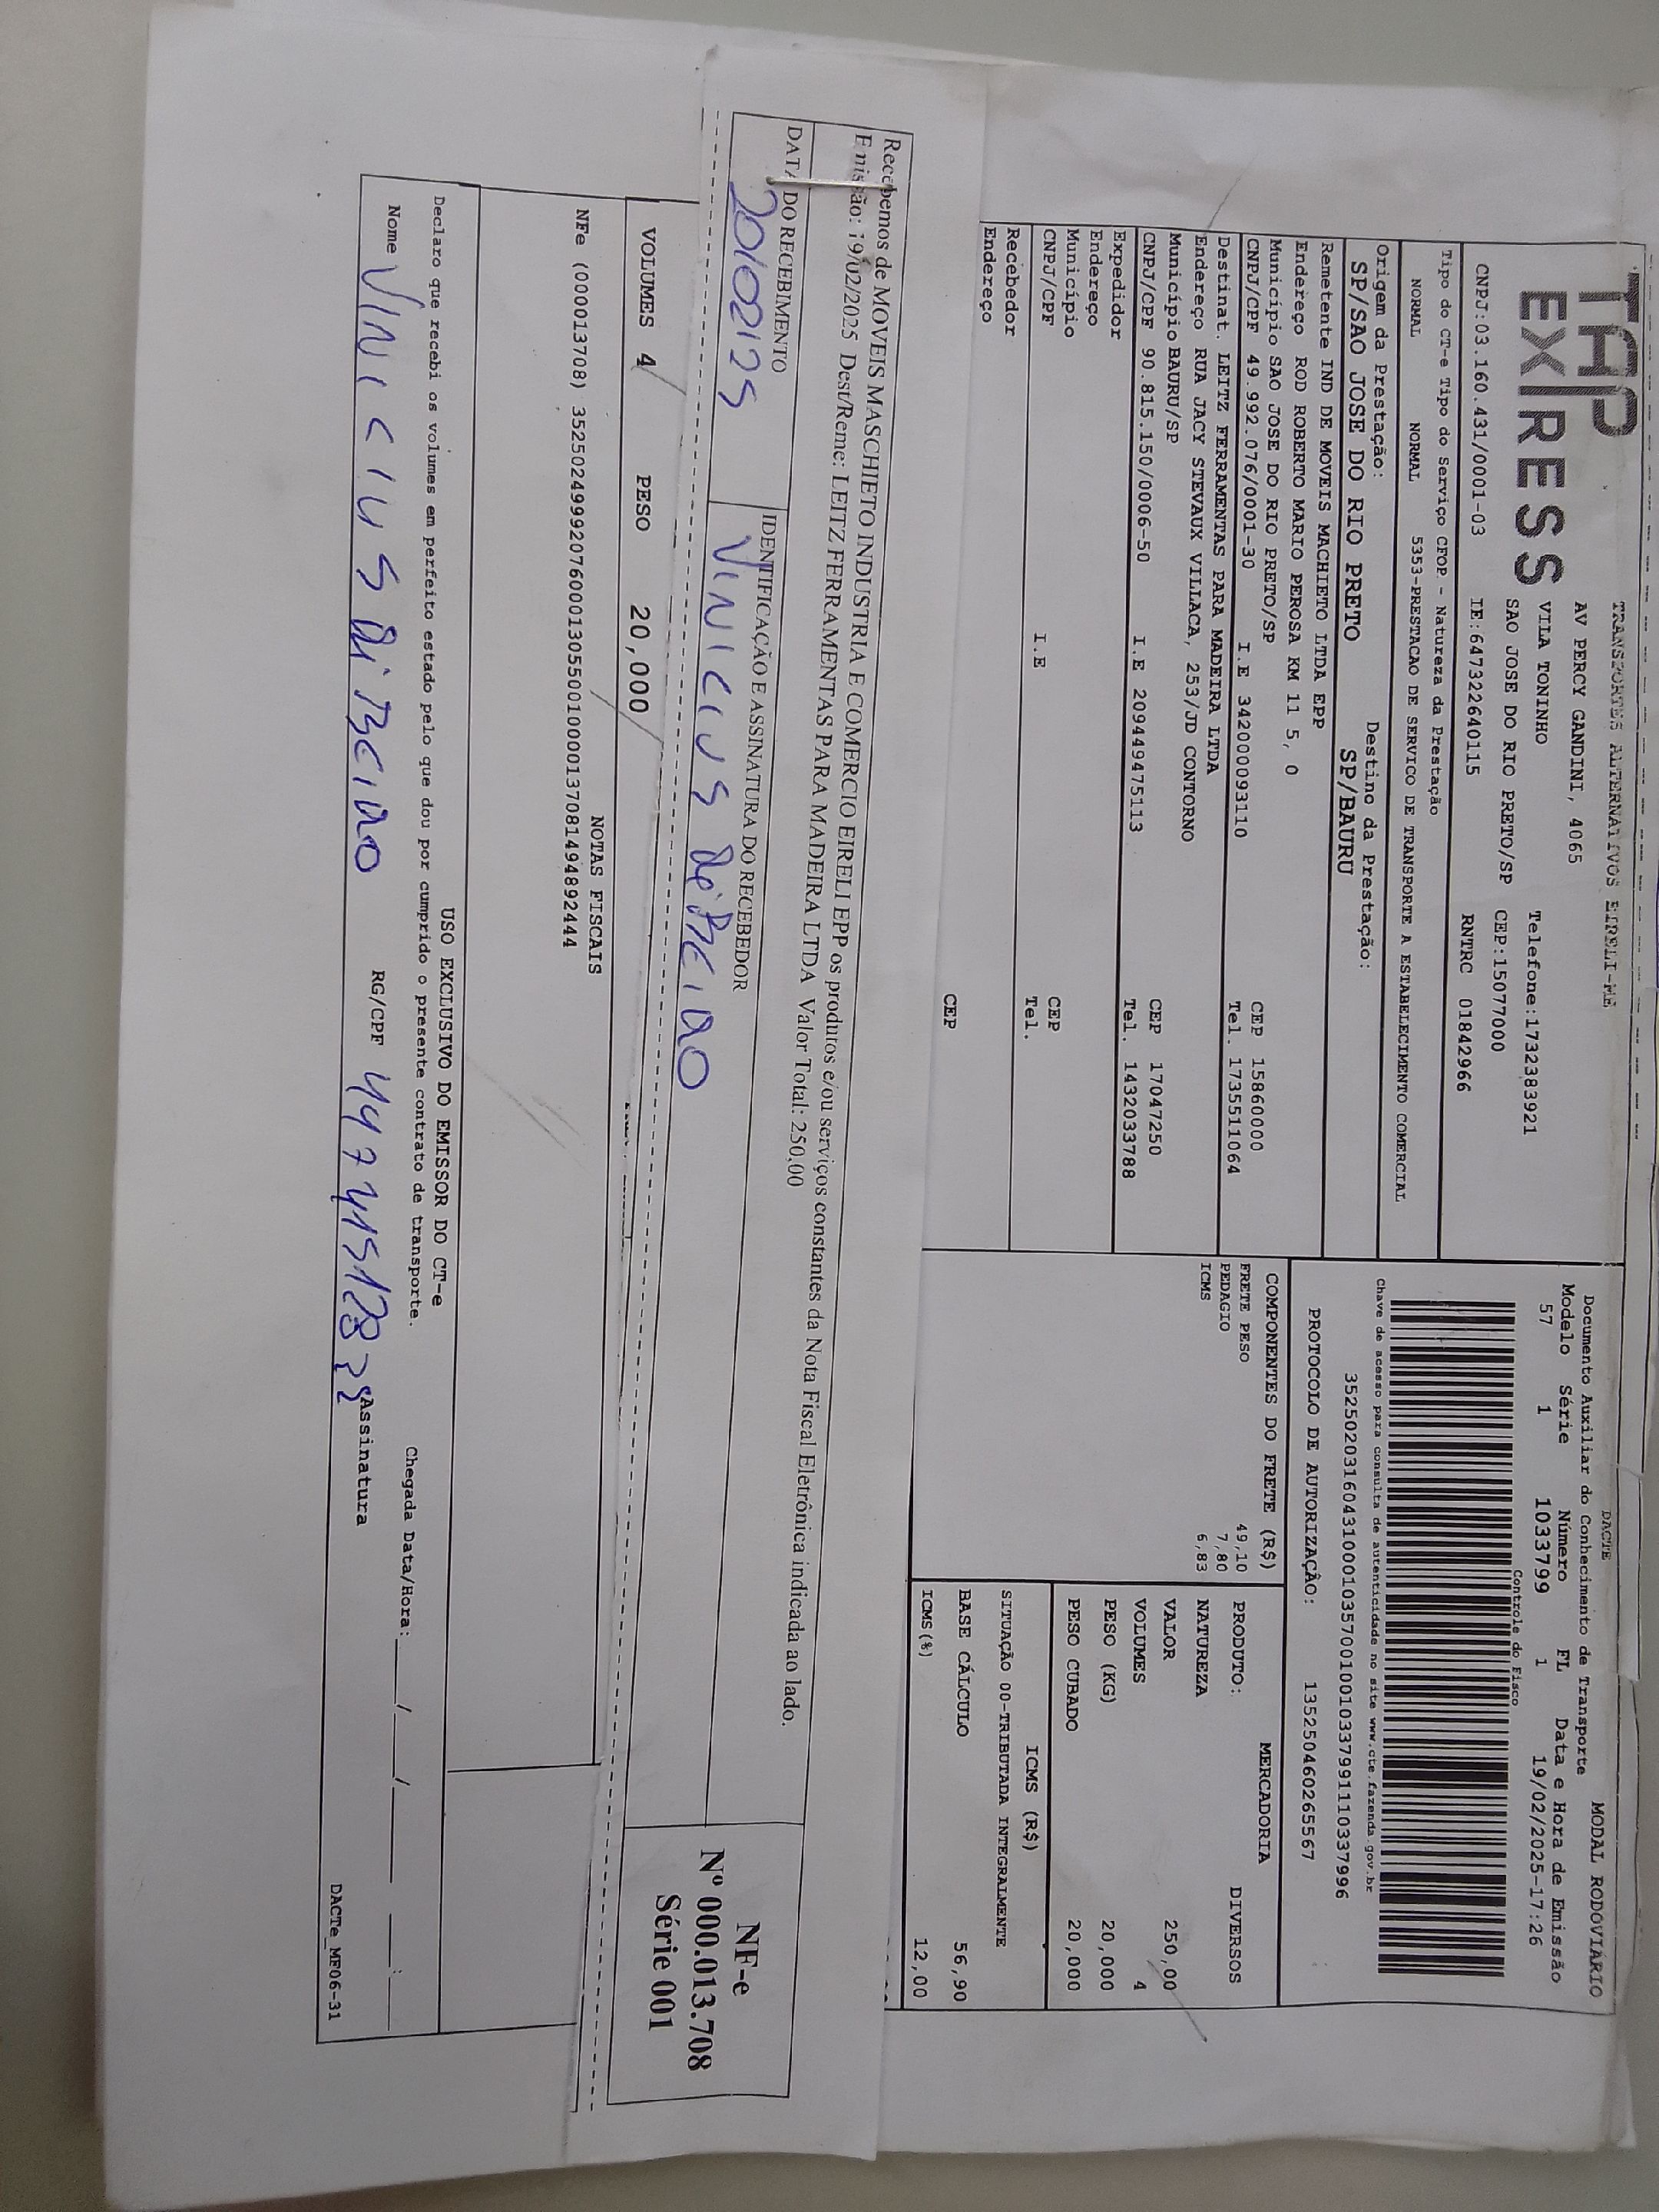 TAP
EXPRESS
TRANSPORTES ALTERNATIVOS EIRELI-ME
AV PERCY GANDINI, 4065
VILA TONINHO Telefone:1732383921
SAO JOSE DO RIO PRETO/SP CEP:15077000
CNPJ:03.160.431/0001-03 IE:647322640115 RNTRC 01842966
Tipo do CT-e Tipo do Serviço CFOP - Natureza da Prestação
NORMAL NORMAL 5353-PRESTACAO DE SERVICO DE TRANSPORTE A ESTABELECIMENTO COMERCIAL
Origem da Prestação: Destino da Prestação:
SP/SAO JOSE DO RIO PRETO SP/BAURU
Remetente IND DE MOVEIS MACHIETO LTDA EPP
Endereço ROD ROBERTO MARIO PEROSA KM 11 5, 0
Município SAO JOSE DO RIO PRETO/SP CEP 15860000
CNPJ/CPF 49.992.076/0001-30 I.E 342000093110 Tel. 1735511064
Destinat. LEITZ FERRAMENTAS PARA MADEIRA LTDA
Endereço RUA JACY STEVAUX VILLACA, 253/JD CONTORNO
Município BAURU/SP CEP 17047250
CNPJ/CPF 90.815.150/0006-50 I.E 209449475113 Tel. 1432033788
Expedidor
Endereço
Município CEP
CNPJ/CPF I.E Tel.
Recebedor
Endereço
CEP
DACTE MODAL RODOVIÁRIO
Documento Auxiliar do Conhecimento de Transporte
Modelo Série Número FL Data e Hora de Emissão
57 1 1033799 1 19/02/2025-17:26
Controle do Fisco
Chave de acesso para consulta de autenticidade no site www.cte.fazenda.gov.br
35250203160431000103570010010337991110337996
PROTOCOLO DE AUTORIZAÇÃO: 135250460265567
COMPONENTES DO FRETE (R$)
FRETE PESO 49,10
PEDAGIO 7,80
ICMS 6,83
MERCADORIA
PRODUTO: DIVERSOS
NATUREZA
VALOR 250,00
VOLUMES 4
PESO (KG) 20,000
PESO CUBADO 20,000
ICMS (R$)
SITUAÇÃO 00-TRIBUTADA INTEGRALMENTE
BASE CÁLCULO 56,90
ICMS(%) 12,00
Recebemos de MOVEIS MASCHIETO INDUSTRIA E COMERCIO EIRELI EPP os produtos e/ou serviços constantes da Nota Fiscal Eletrônica indicada ao lado.
Emissão: 19/02/2025 Dest/Reme: LEITZ FERRAMENTAS PARA MADEIRA LTDA Valor Total: 250,00
DATA DO RECEBIMENTO IDENTIFICAÇÃO E ASSINATURA DO RECEBEDOR
VINICIUS
NF-e
Nº 000.013.708
Série 001
VOLUMES 4 PESO 20,000
NOTAS FISCAIS
NFe (000013708) 35250249992076000130550010000137081494892444
USO EXCLUSIVO DO EMISSOR DO CT-e
Declaro que recebi os volumes em perfeito estado pelo que dou por cumprido o presente contrato de transporte. Chegada Data/Hora:____/____/______ ____:____
Nome VINICIUS RG/CPF Assinatura
DACTe_MF06-31